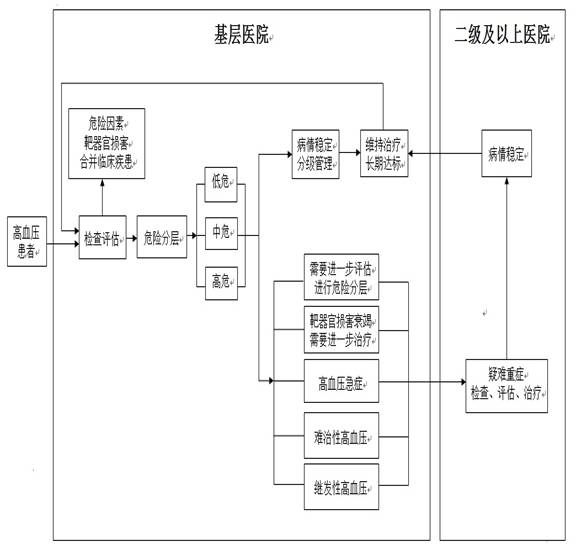 基层医院
二级及以上医院
危险因素
靶器官损害
合并临床疾患
病情稳定
分级管理
维持治疗
长期达标
病情稳定
低危
高血压
患者
检查评估
危险分层
中危
高危
需要进一步评估
进行危险分层
靶器官损害衰竭
需要进一步治疗
高血压急症
疑难重症
检查、评估、治疗
难治性高血压
继发性高血压